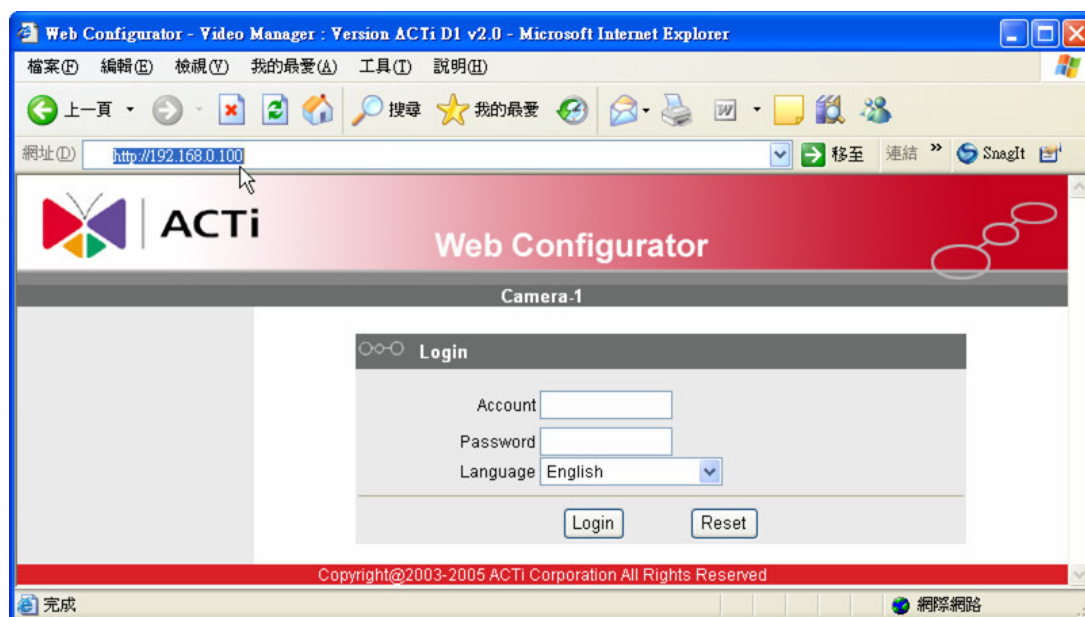 Web Configurator - Video Manager : Version ACTi D1 v2.0 - Microsoft Internet Explorer
檔案(F) 編輯(E) 檢視(V) 我的最愛(A) 工具(T) 說明(H)
上一頁 搜尋 我的最愛
網址(D) http://192.168.0.100 移至 連結 » SnagIt
ACTi
Web Configurator
Camera-1
Login
Account
Password
Language English
Login Reset
Copyright@2003-2005 ACTi Corporation All Rights Reserved
完成 網際網路